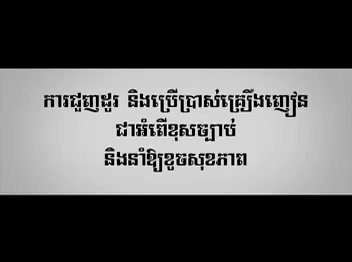 ការជួញដូរ និងប្រើប្រាស់គ្រឿងញៀន
ជាអំពើខុសច្បាប់
និងនាំឱ្យខូចសុខភាព